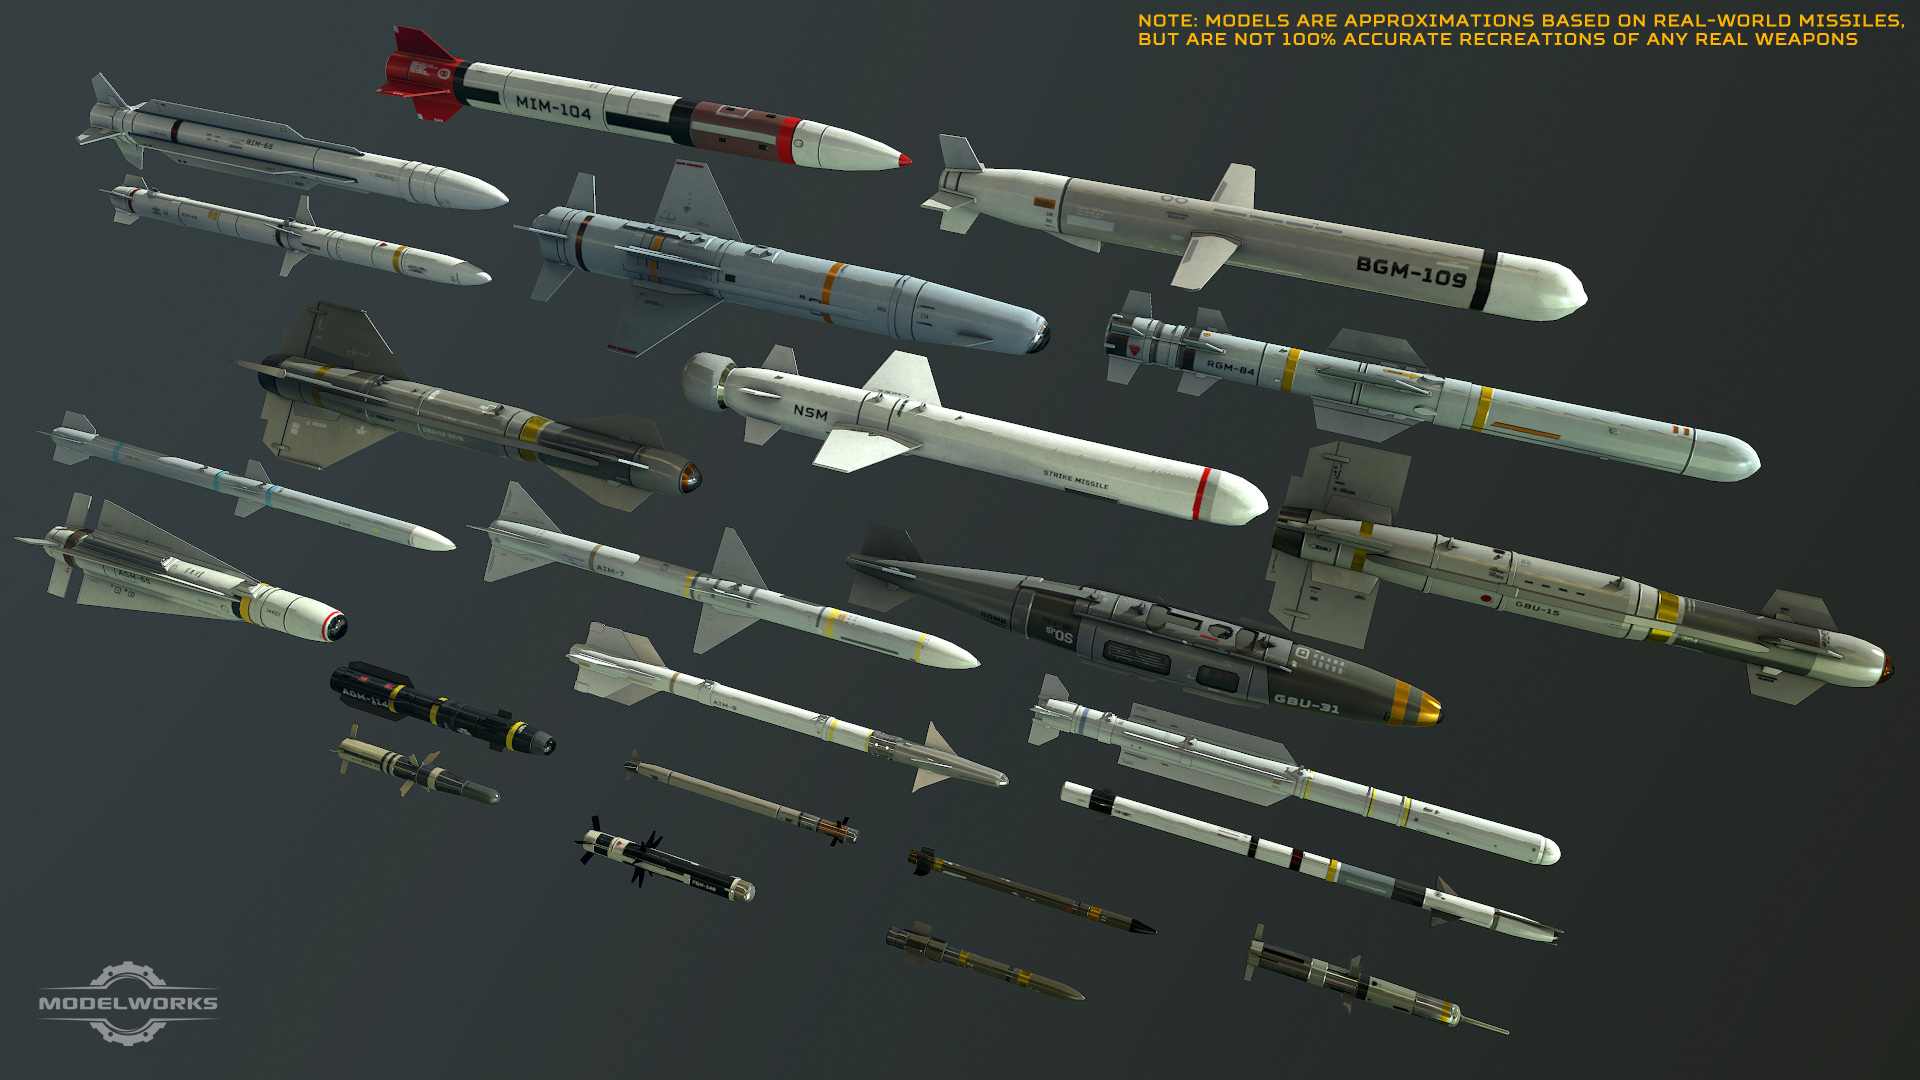 NOTE: MODELS ARE APPROXIMATIONS BASED ON REAL-WORLD MISSILES,
BUT ARE NOT 100% ACCURATE RECREATIONS OF ANY REAL WEAPONS
MIM-104
RIM-66
BGM-109
RGM-84
NSM
STRIKE MISSILE
AGM-65
AIM-7
GBU-15
GBU-31
AGM-114
AIM-9
MODELWORKS